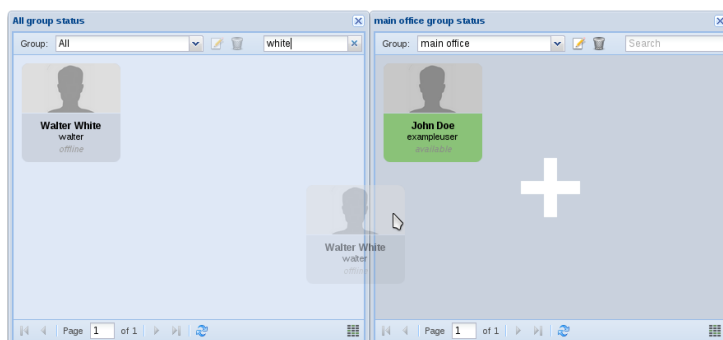 All group status
Group: All
white
Walter White
walter
offline
Page 1 of 1
main office group status
Group: main office
Search
John Doe
exampleuser
available
Walter White
walter
offline
Page 1 of 1